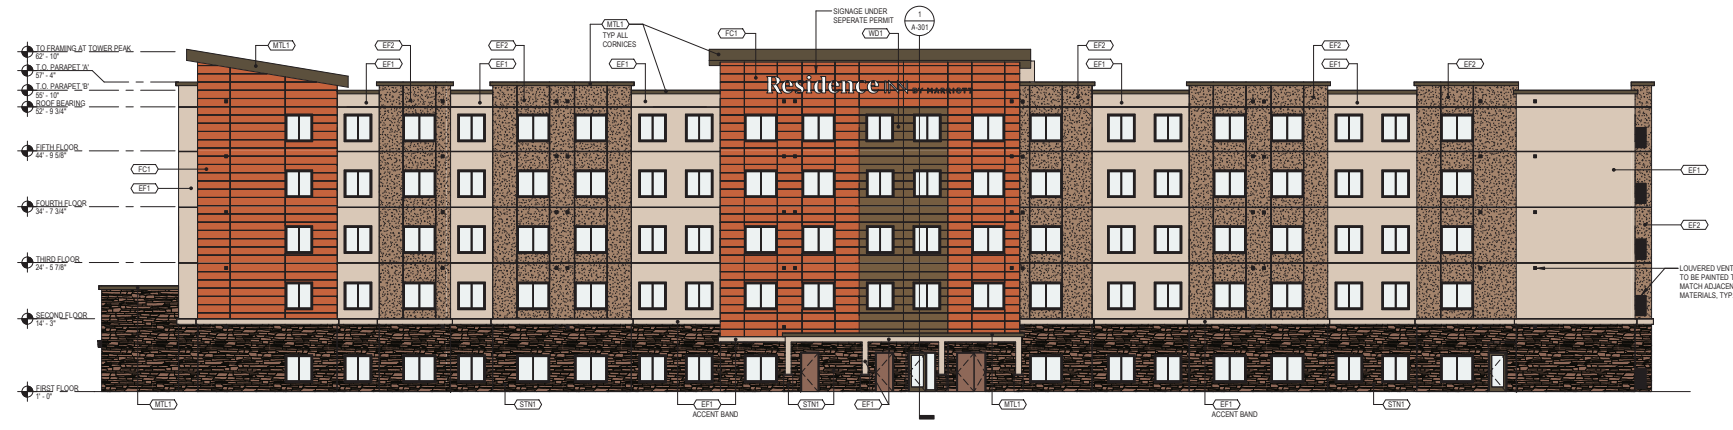 SIGNAGE UNDER
SEPERATE PERMIT
1
A-301
MTL1
TYP ALL
CORNICES
FC1
WD1
MTL1
EF2
EF2
EF2
EF2
EF2
EF1
EF1
EF1
EF1
EF1
TO FRAMING AT TOWER PEAK
62' - 10"
T.O. PARAPET 'A'
57' - 4"
T.O. PARAPET 'B'
55' - 10"
ROOF BEARING
52' - 9 3/4"
Residence INN BY MARRIOTT
FIFTH FLOOR
44' - 9 5/8"
FC1
EF1
EF1
FOURTH FLOOR
34' - 7 3/4"
EF2
THIRD FLOOR
24' - 5 7/8"
LOUVERED VENT
TO BE PAINTED T
MATCH ADJACEN
MATERIALS, TYP
SECOND FLOOR
14' - 3"
FIRST FLOOR
1' - 0"
MTL1
STN1
EF1
ACCENT BAND
STN1
EF1
MTL1
EF1
ACCENT BAND
STN1